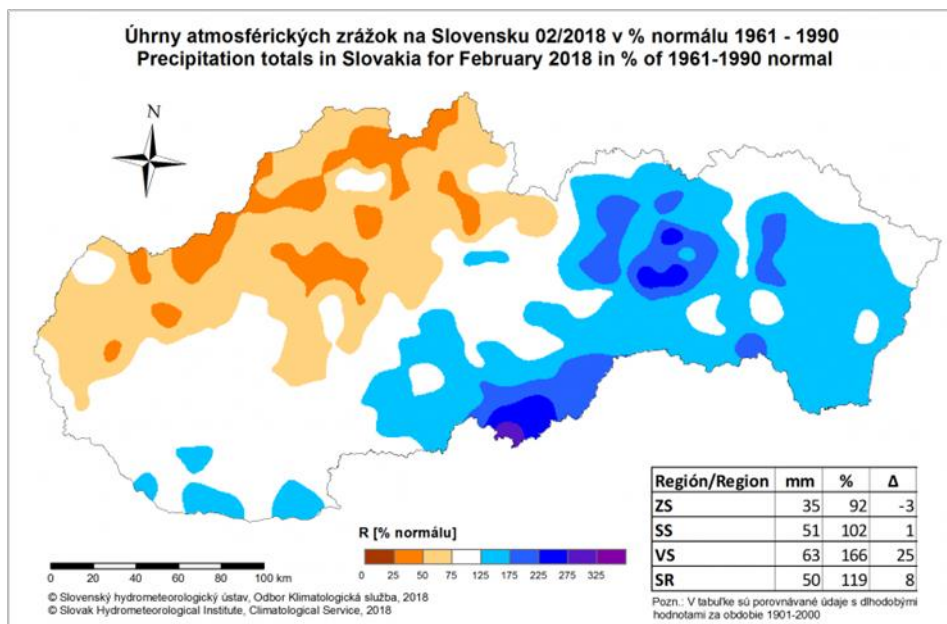 Úhrny atmosférických zrážok na Slovensku 02/2018 v % normálu 1961 - 1990
Precipitation totals in Slovakia for February 2018 in % of 1961-1990 normal
N
R [% normálu]
0 25 50 75 125 175 225 275 325
0 20 40 60 80 100 km
© Slovenský hydrometeorologický ústav, Odbor Klimatologická služba, 2018
© Slovak Hydrometeorological Institute, Climatological Service, 2018
Región/Region mm % Δ
ZS 35 92 -3
SS 51 102 1
VS 63 166 25
SR 50 119 8
Pozn.: V tabuľke sú porovnávané údaje s dlhodobými
hodnotami za obdobie 1901-2000